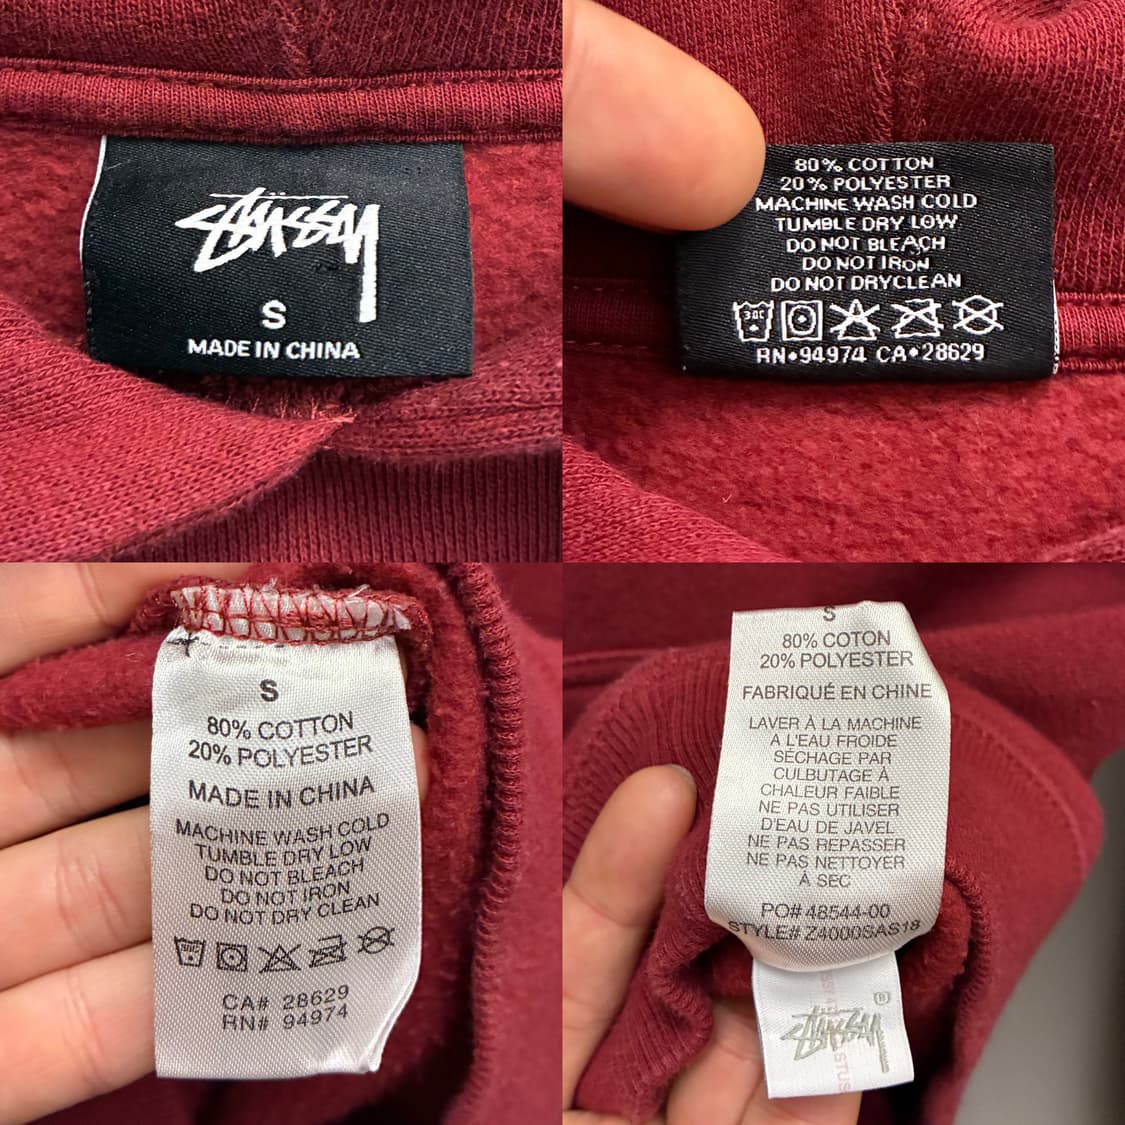 STÜSSY
S
MADE IN CHINA
80% COTTON
20% POLYESTER
MACHINE WASH COLD
TUMBLE DRY LOW
DO NOT BLEACH
DO NOT IRON
DO NOT DRYCLEAN
30C
RN•94974 CA•28629
S
80% COTTON
20% POLYESTER
MADE IN CHINA
MACHINE WASH COLD
TUMBLE DRY LOW
DO NOT BLEACH
DO NOT IRON
DO NOT DRY CLEAN
CA# 28629
RN# 94974
S
80% COTON
20% POLYESTER
FABRIQUÉ EN CHINE
LAVER À LA MACHINE
A L'EAU FROIDE
SÉCHAGE PAR
CULBUTAGE À
CHALEUR FAIBLE
NE PAS UTILISER
D'EAU DE JAVEL
NE PAS REPASSER
NE PAS NETTOYER
À SEC
PO# 48544-00
STYLE# Z4000SAS18
STÜSSY